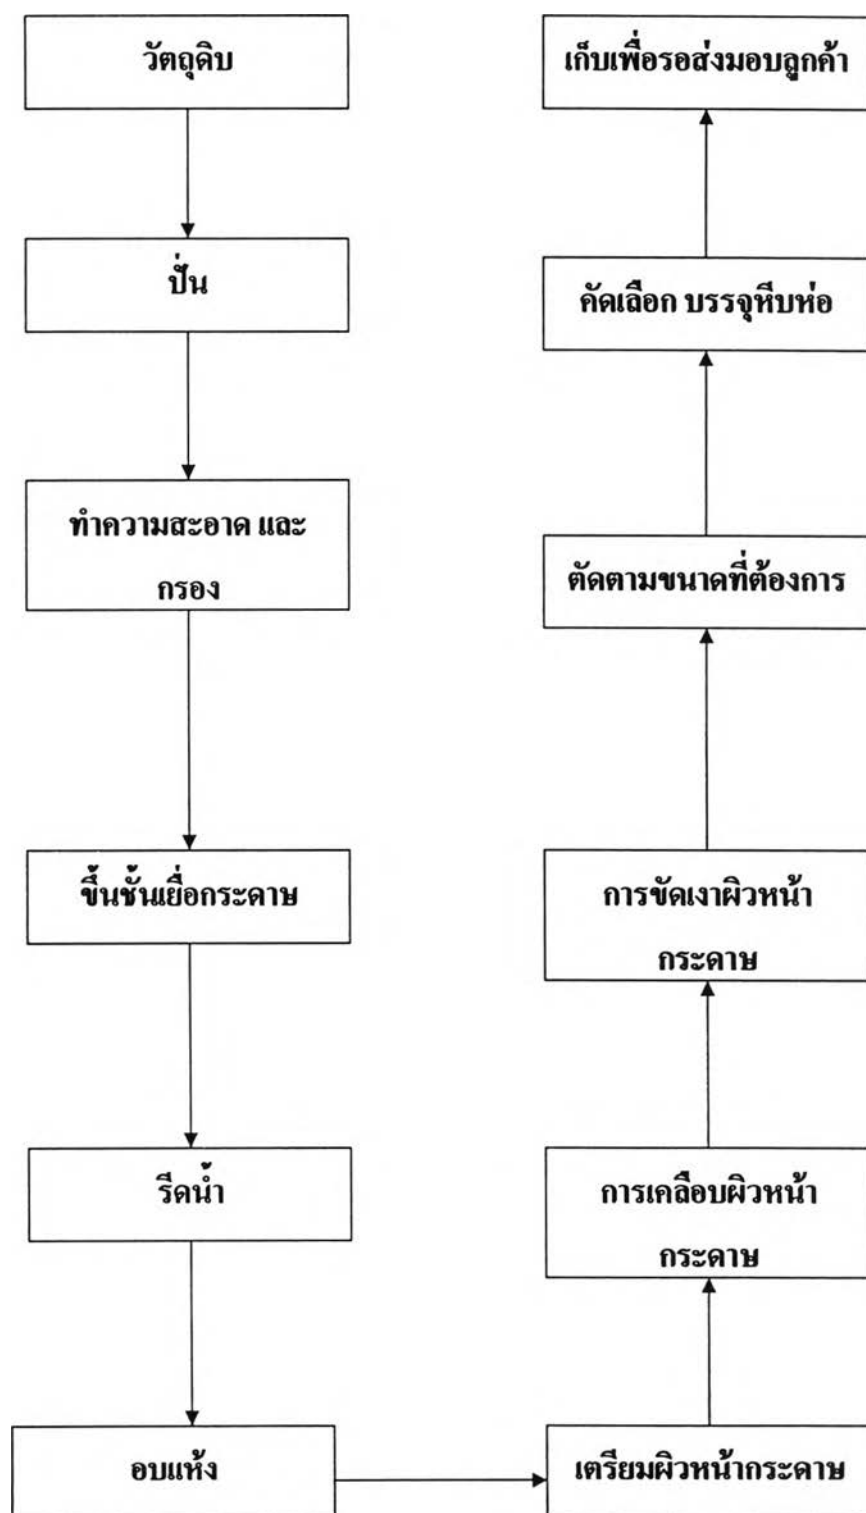 วัตถุดิบ
ปั่น
ทำความสะอาด และ
กรอง
ขึ้นชั้นเยื่อกระดาษ
รีดน้ำ
อบแห้ง
เตรียมผิวหน้ากระดาษ
การเคลือบผิวหน้า
กระดาษ
การขัดเงาผิวหน้า
กระดาษ
ตัดตามขนาดที่ต้องการ
คัดเลือก บรรจุหีบห่อ
เก็บเพื่อรอส่งมอบลูกค้า